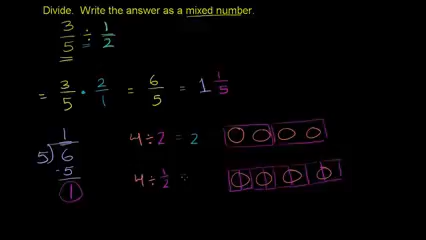 Divide. Write the answer as a mixed number.
3/5 ÷ 1/2
= 3/5 · 2/1 = 6/5 = 1 1/5
1
5)6
-5
1
4÷2 = 2
4÷1/2 =